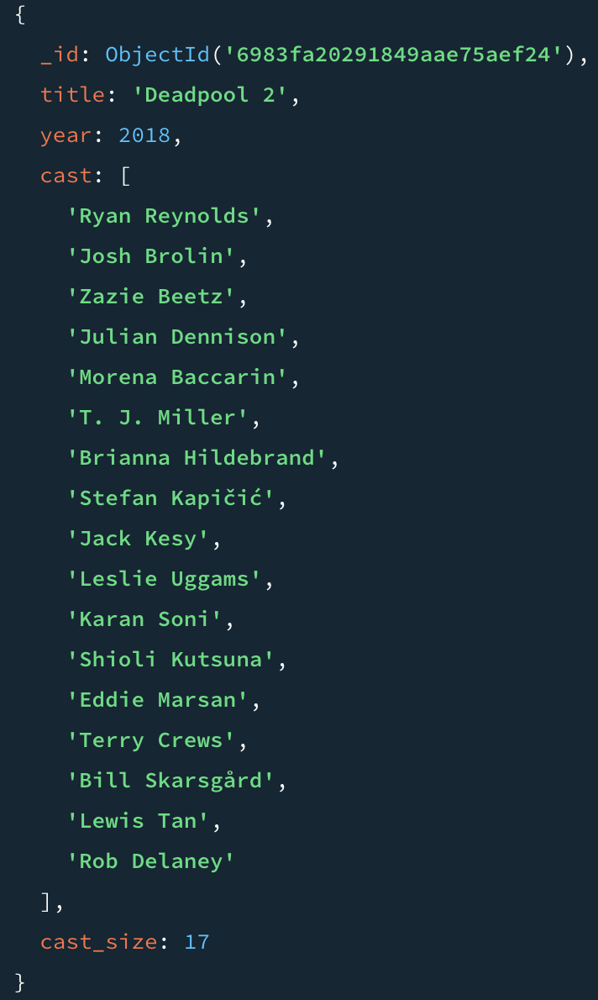 {
  _id: ObjectId('6983fa20291849aae75aef24'),
  title: 'Deadpool 2',
  year: 2018,
  cast: [
    'Ryan Reynolds',
    'Josh Brolin',
    'Zazie Beetz',
    'Julian Dennison',
    'Morena Baccarin',
    'T. J. Miller',
    'Brianna Hildebrand',
    'Stefan Kapičić',
    'Jack Kesy',
    'Leslie Uggams',
    'Karan Soni',
    'Shioli Kutsuna',
    'Eddie Marsan',
    'Terry Crews',
    'Bill Skarsgård',
    'Lewis Tan',
    'Rob Delaney'
  ],
  cast_size: 17
}